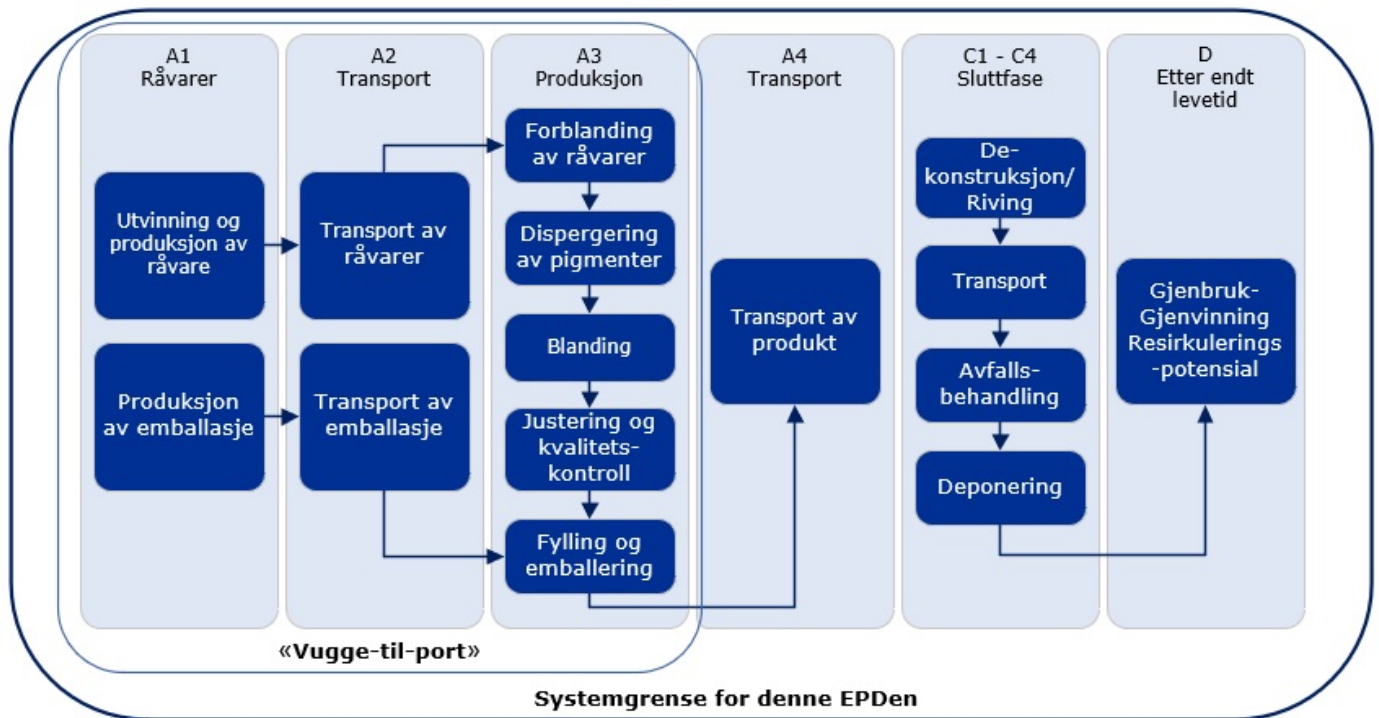 A1
Råvarer
A2
Transport
A3
Produksjon
A4
Transport
C1 - C4
Sluttfase
D
Etter endt
levetid
Utvinning og
produksjon av
råvare
Produksjon
av emballasje
Transport av
råvarer
Transport av
emballasje
Forblanding
av råvarer
Dispergering
av pigmenter
Blanding
Justering og
kvalitets-
kontroll
Fylling og
emballering
Transport av
produkt
De-
konstruksjon/
Riving
Transport
Avfalls-
behandling
Deponering
Gjenbruk-
Gjenvinning
Resirkulerings
-potensial
«Vugge-til-port»
Systemgrense for denne EPDen